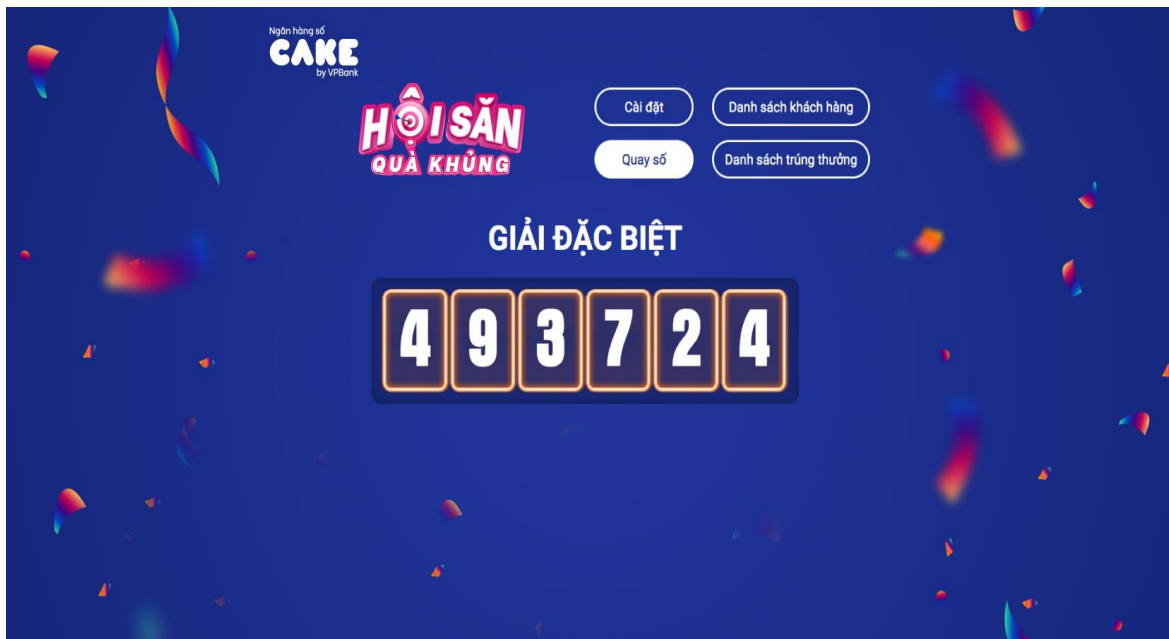 Ngân hàng số
CAKE
by VPBank
HỘI SĂN
QUÀ KHỦNG
Cài đặt
Danh sách khách hàng
Quay số
Danh sách trúng thưởng
GIẢI ĐẶC BIỆT
4 9 3 7 2 4